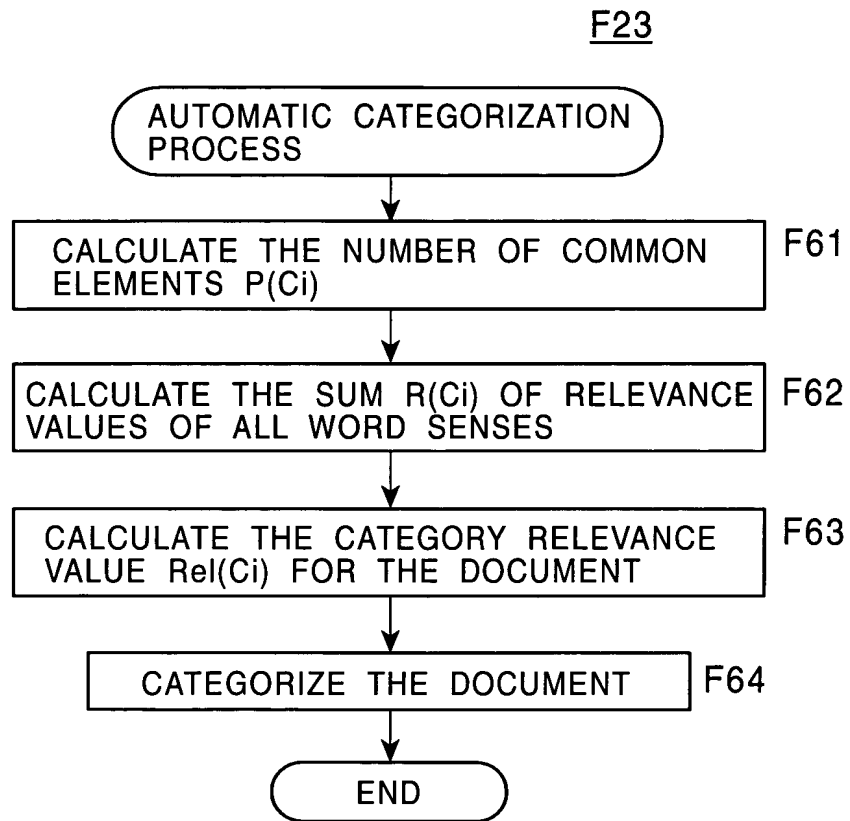 F23
AUTOMATIC CATEGORIZATION
PROCESS
CALCULATE THE NUMBER OF COMMON
ELEMENTS P(Ci)
F61
CALCULATE THE SUM R(Ci) OF RELEVANCE
VALUES OF ALL WORD SENSES
F62
CALCULATE THE CATEGORY RELEVANCE
VALUE Rel(Ci) FOR THE DOCUMENT
F63
CATEGORIZE THE DOCUMENT
F64
END